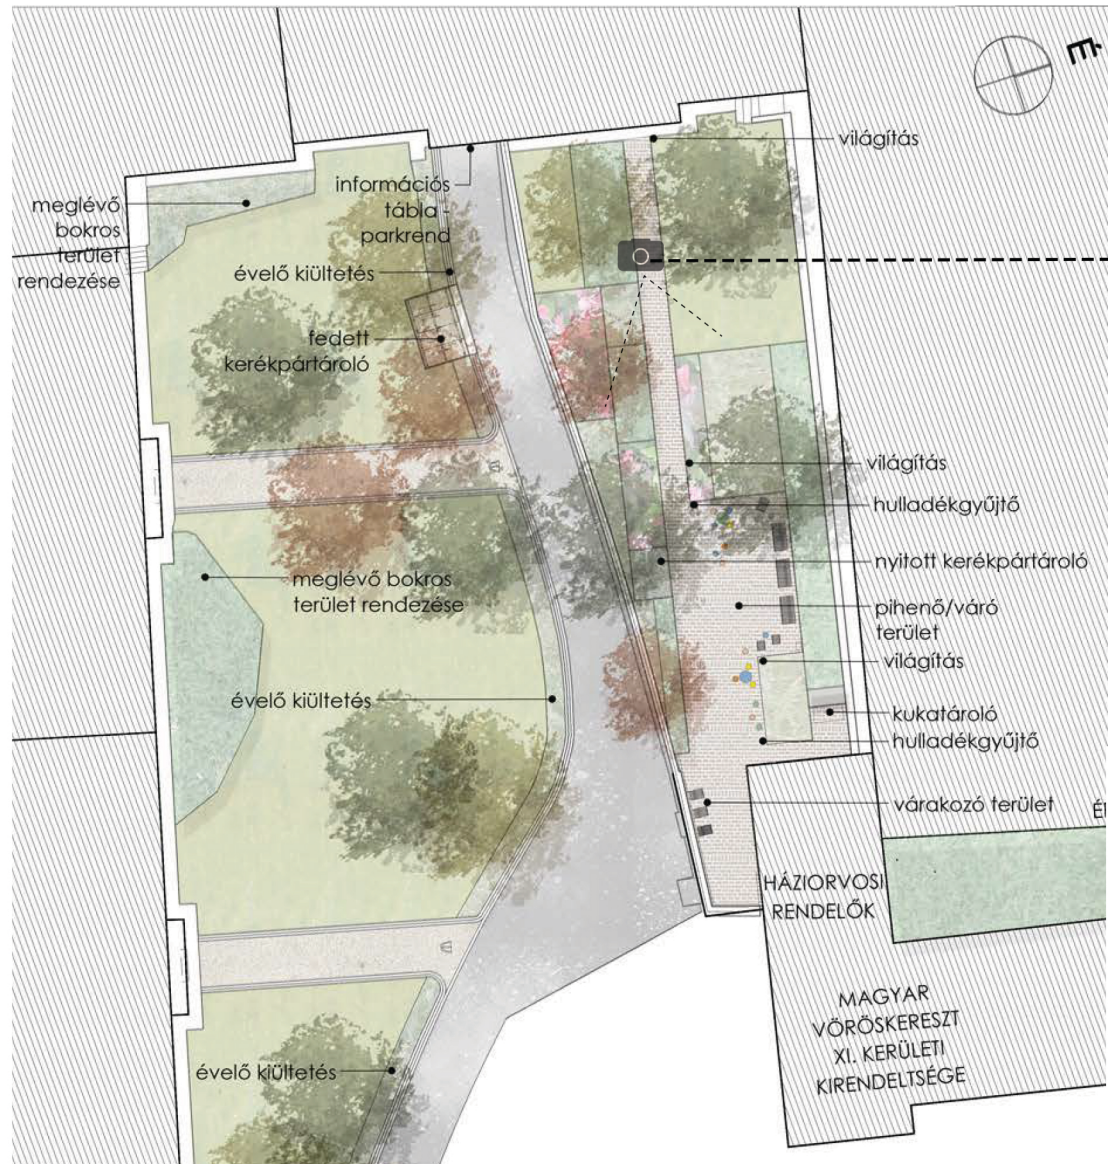 É
világítás
információs
tábla -
parkrend
meglévő
bokros
terület
rendezése
évelő kiültetés
fedett
kerékpártároló
világítás
hulladékgyűjtő
nyitott kerékpártároló
meglévő bokros
terület rendezése
pihenő/váró
terület
világítás
évelő kiültetés
kukatároló
hulladékgyűjtő
várakozó terület
HÁZIORVOSI
RENDELŐK
MAGYAR
VÖRÖSKERESZT
XI. KERÜLETI
KIRENDELTSÉGE
évelő kiültetés